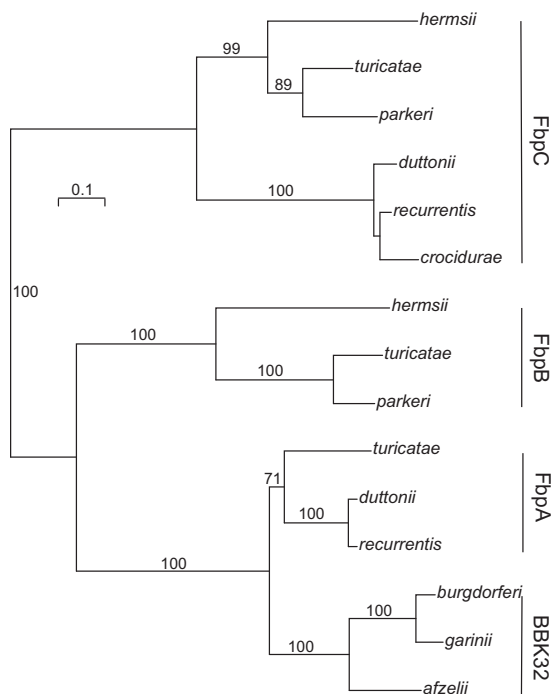 hermsii
99
turicatae
89
parkeri
FbpC
duttonii
0.1
100
recurrentis
crocidurae
100
hermsii
100
turicatae
FbpB
100
parkeri
turicatae
71
FbpA
duttonii
100
recurrentis
100
burgdorferi
100
garinii
BBK32
100
afzelii